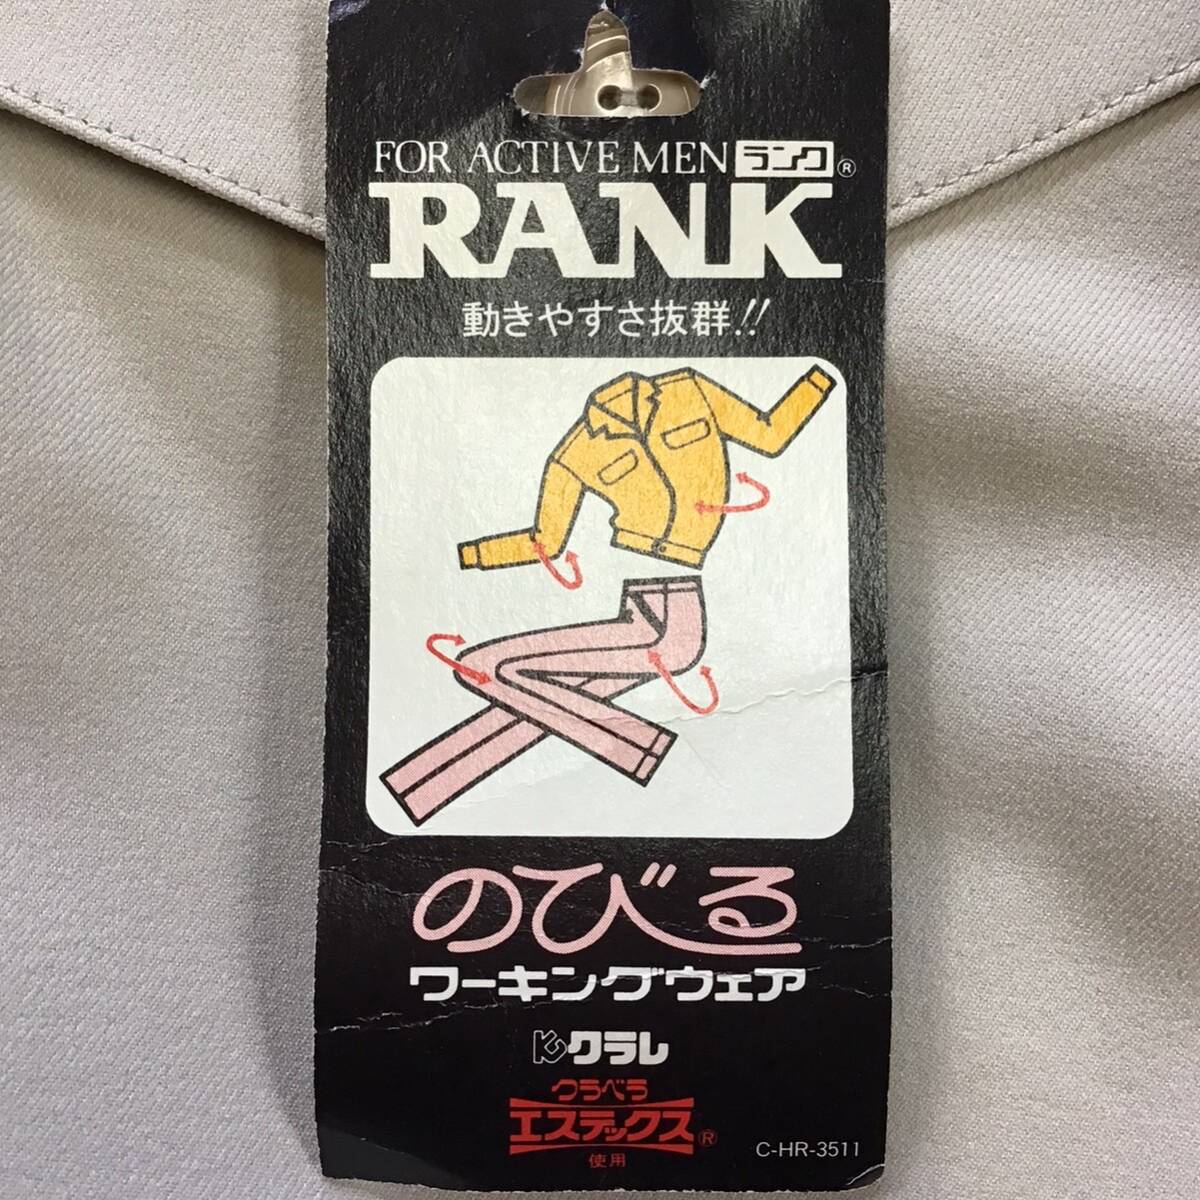 FOR ACTIVE MEN ランク®
RANK
動きやすさ抜群!!
のびる
ワーキングウェア
クラレ
クラベラ
エステックス®
使用
C-HR-3511